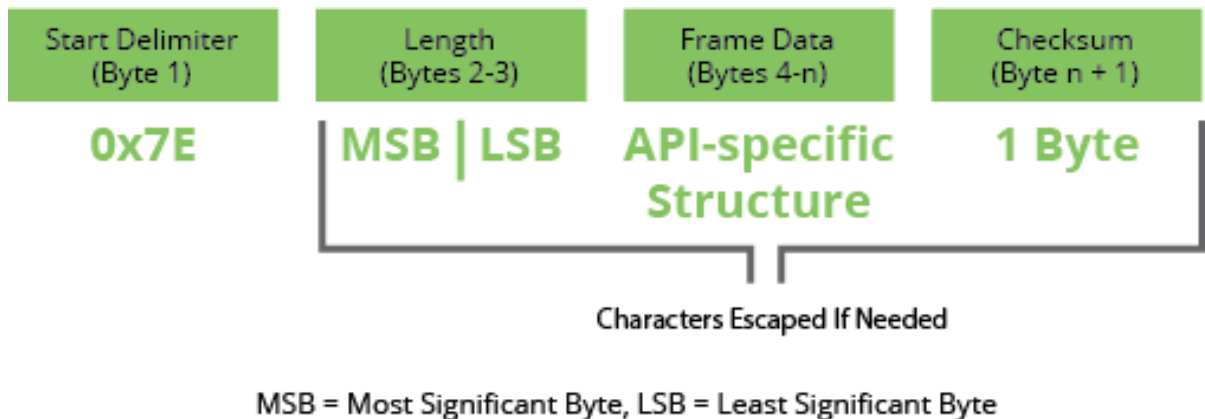 Start Delimiter
(Byte 1)
Length
(Bytes 2-3)
Frame Data
(Bytes 4-n)
Checksum
(Byte n + 1)
0x7E
MSB | LSB
API-specific
Structure
1 Byte
Characters Escaped If Needed
MSB = Most Significant Byte, LSB = Least Significant Byte